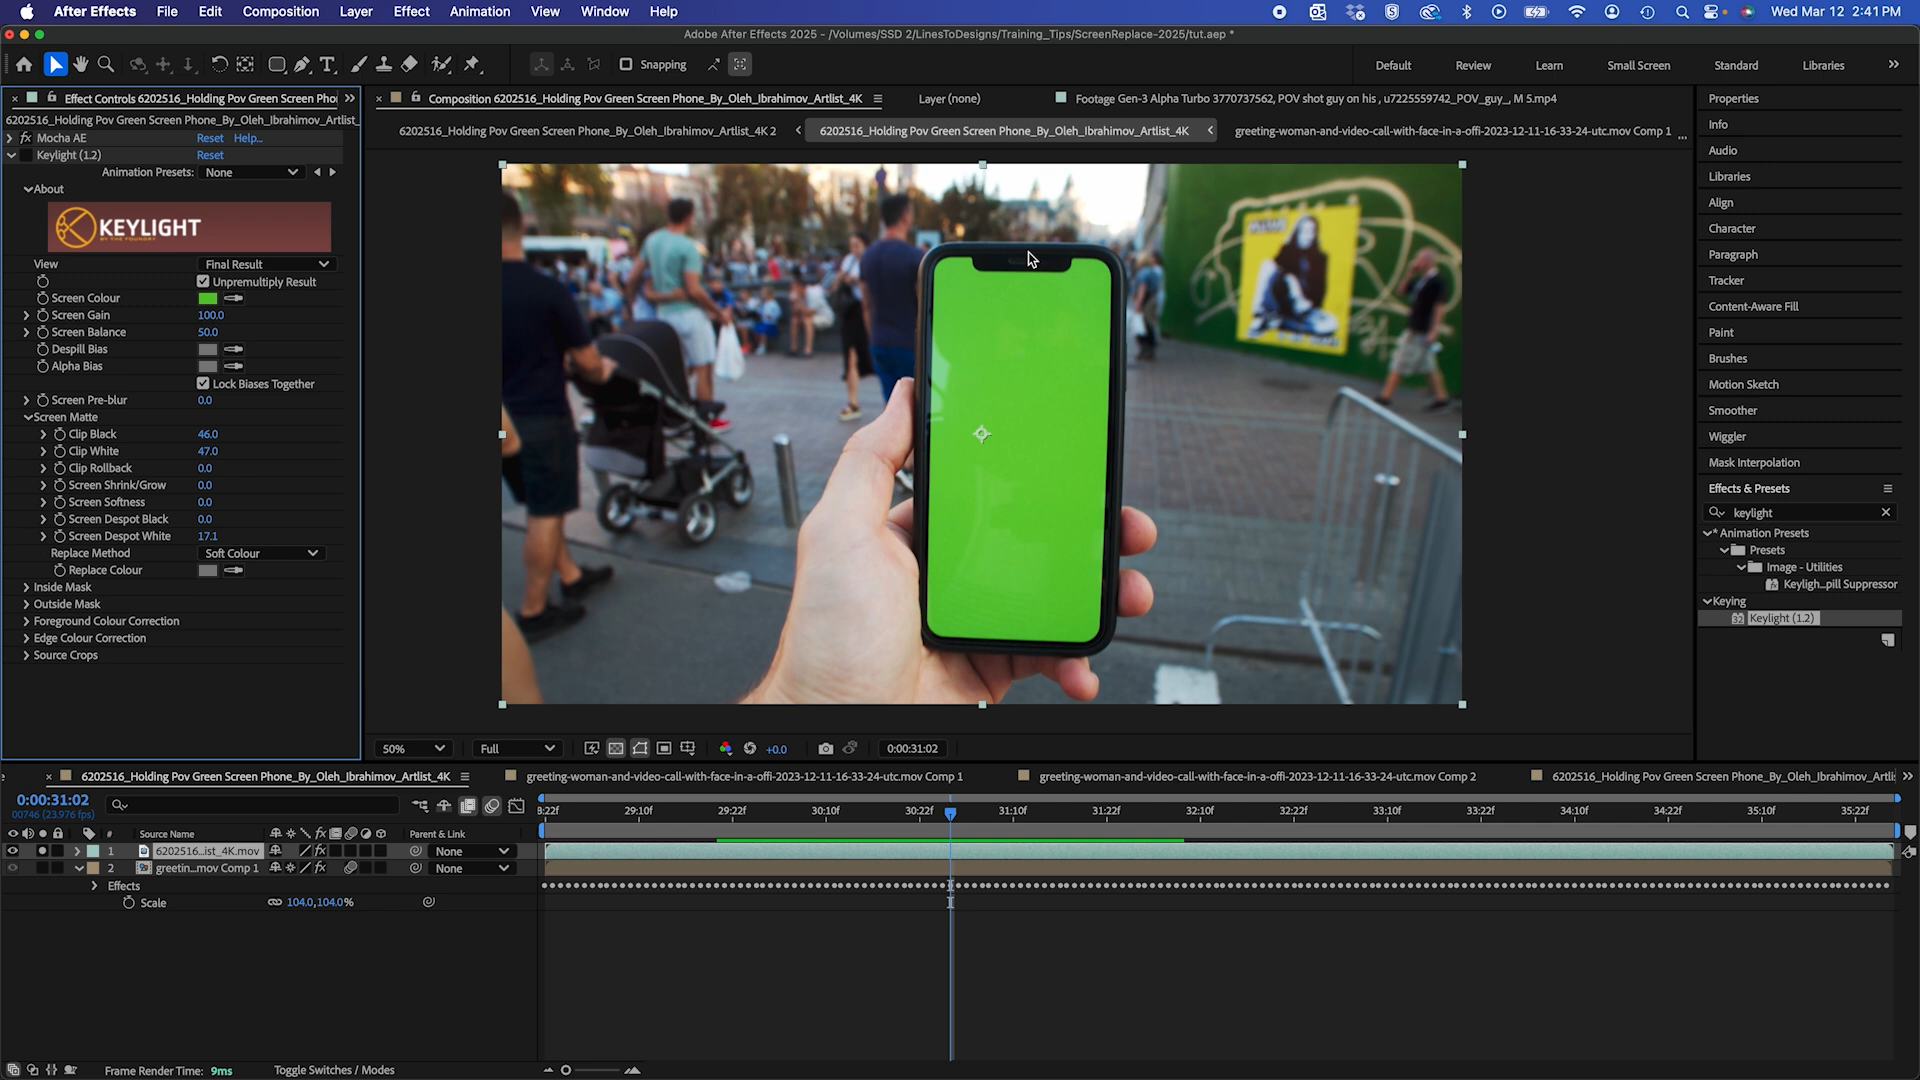 After Effects File Edit Composition Layer Effect Animation View Window Help Wed Mar 12 2:41 PM
Adobe After Effects 2025 - /Volumes/SSD 2/LinesToDesigns/Training_Tips/ScreenReplace-2025/tut.aep *
Snapping Default Review Learn Small Screen Standard Libraries
Effect Controls 6202516_Holding Pov Green Screen Pho
Composition 6202516_Holding Pov Green Screen Phone_By_Oleh_Ibrahimov_Artlist_4K
Layer (none)
Footage Gen-3 Alpha Turbo 3770737562, POV shot guy on his , u7225559742_POV_guy_, M 5.mp4
6202516_Holding Pov Green Screen Phone_By_Oleh_Ibrahimov_Artlist_
6202516_Holding Pov Green Screen Phone_By_Oleh_Ibrahimov_Artlist_4K 2
6202516_Holding Pov Green Screen Phone_By_Oleh_Ibrahimov_Artlist_4K
greeting-woman-and-video-call-with-face-in-a-offi-2023-12-11-16-33-24-utc.mov Comp 1 ...
fx Mocha AE Reset Help...
Keylight (1.2) Reset
Animation Presets: None
About
KEYLIGHT
BY THE FOUNDRY
View Final Result
Unpremultiply Result
Screen Colour
Screen Gain 100.0
Screen Balance 50.0
Despill Bias
Alpha Bias
Lock Biases Together
Screen Pre-blur 0.0
Screen Matte
Clip Black 46.0
Clip White 47.0
Clip Rollback 0.0
Screen Shrink/Grow 0.0
Screen Softness 0.0
Screen Despot Black 0.0
Screen Despot White 17.1
Replace Method Soft Colour
Replace Colour
Inside Mask
Outside Mask
Foreground Colour Correction
Edge Colour Correction
Source Crops
50% Full +0.0 0:00:31:02
Properties
Info
Audio
Libraries
Align
Character
Paragraph
Tracker
Content-Aware Fill
Paint
Brushes
Motion Sketch
Smoother
Wiggler
Mask Interpolation
Effects & Presets
keylight
* Animation Presets
Presets
Image - Utilities
Keyligh...pill Suppressor
Keying
Keylight (1.2)
6202516_Holding Pov Green Screen Phone_By_Oleh_Ibrahimov_Artlist_4K
greeting-woman-and-video-call-with-face-in-a-offi-2023-12-11-16-33-24-utc.mov Comp 1
greeting-woman-and-video-call-with-face-in-a-offi-2023-12-11-16-33-24-utc.mov Comp 2
6202516_Holding Pov Green Screen Phone_By_Oleh_Ibrahimov_Artlis
0:00:31:02
00746 (23.976 fps)
8:22f 29:10f 29:22f 30:10f 30:22f 31:10f 31:22f 32:10f 32:22f 33:10f 33:22f 34:10f 34:22f 35:10f 35:22f
# Source Name fx Parent & Link
1 6202516...ist_4K.mov fx None
2 greetin...mov Comp 1 fx None
Effects
Scale 104.0,104.0%
Frame Render Time: 9ms Toggle Switches / Modes